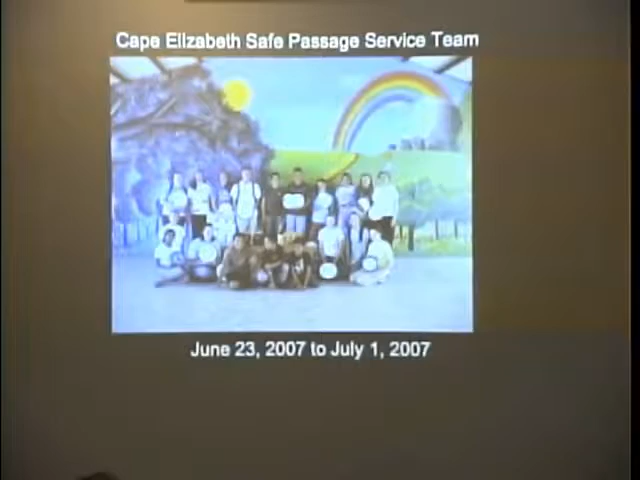 Cape Elizabeth Safe Passage Service Team
June 23, 2007 to July 1, 2007